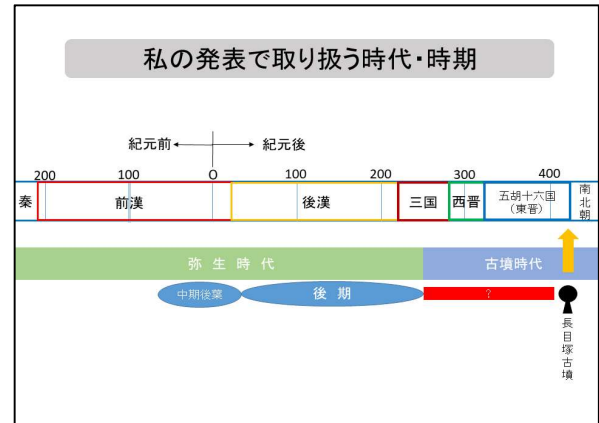 私の発表で取り扱う時代・時期
紀元前 紀元後
200 100 0 100 200 300 400
秦 前漢 後漢 三国 西晋 五胡十六国(東晋) 南北朝
弥生時代 古墳時代
中期後葉 後期 ?
長目塚古墳